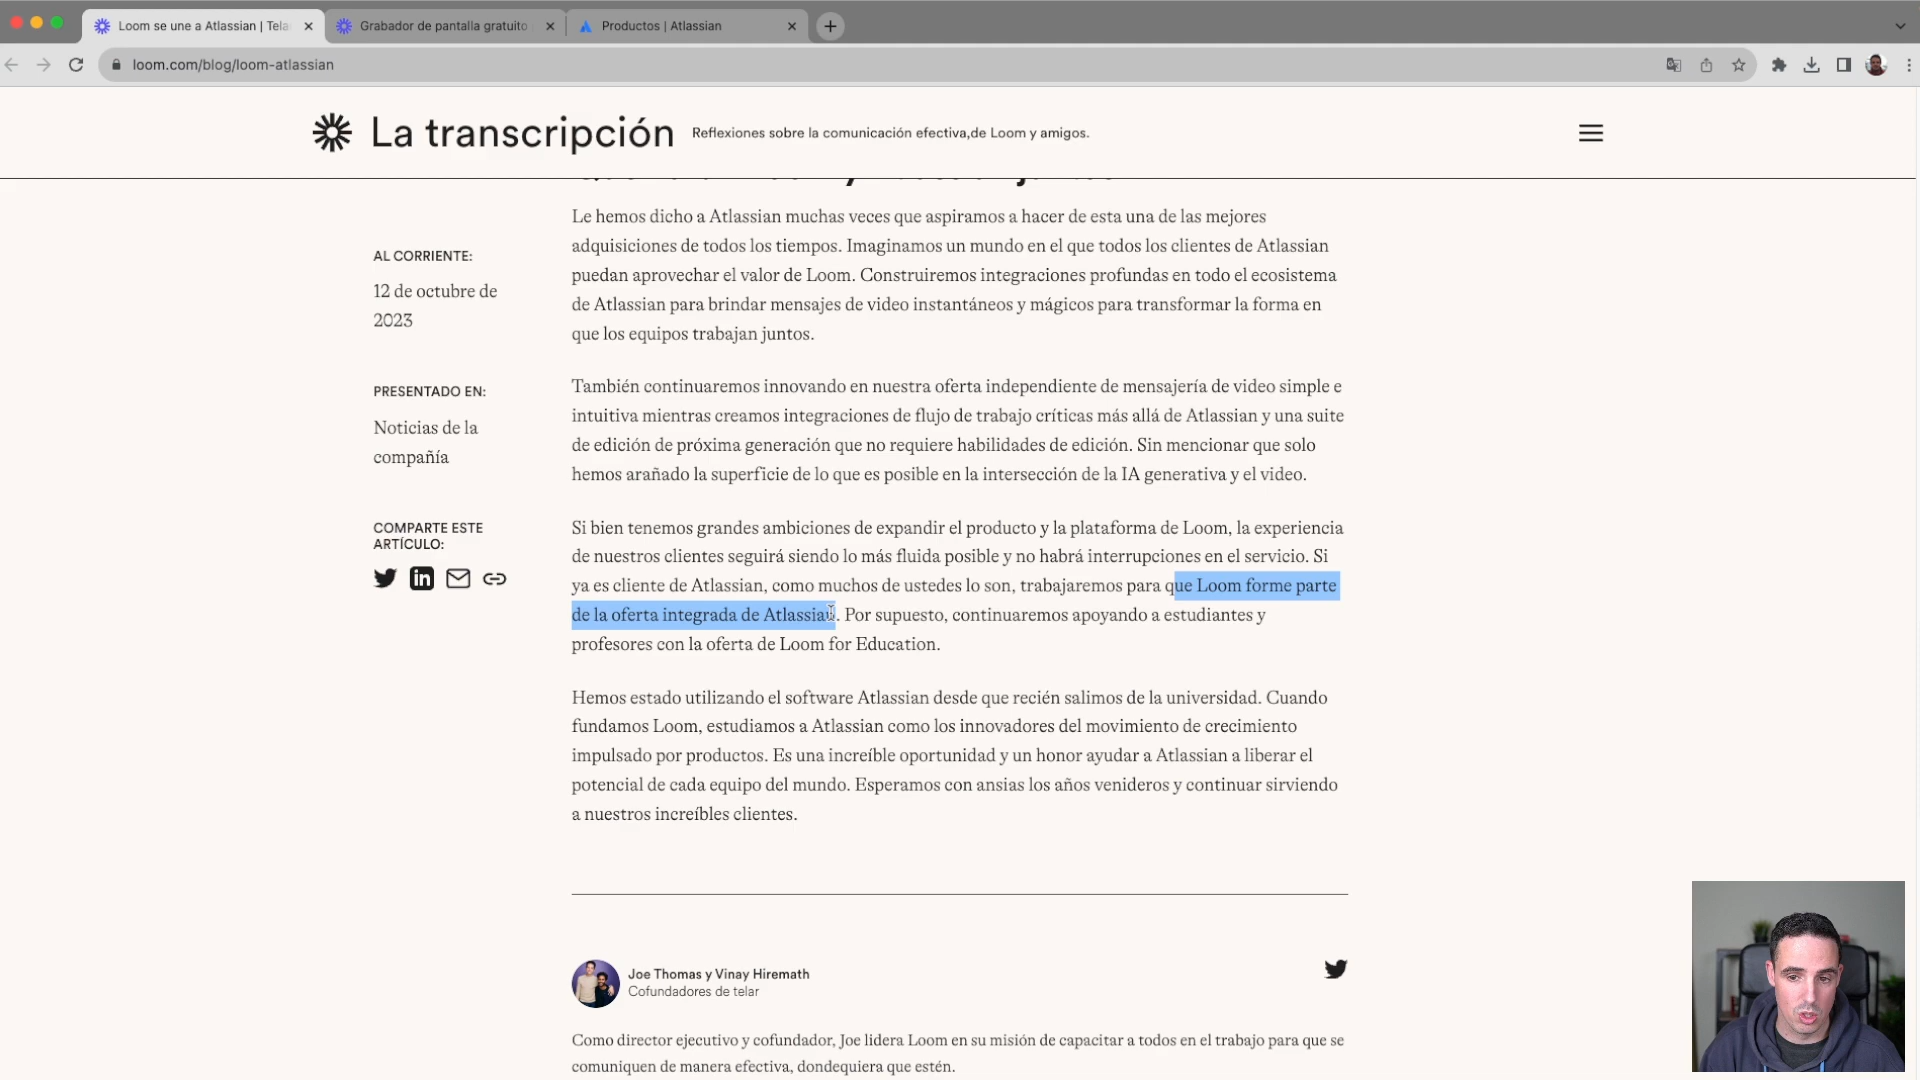 Loom se une a Atlassian | Tela
Grabador de pantalla gratuito
Productos | Atlassian
loom.com/blog/loom-atlassian
La transcripción
Reflexiones sobre la comunicación efectiva,de Loom y amigos.
AL CORRIENTE:
12 de octubre de
2023
PRESENTADO EN:
Noticias de la
compañía
COMPARTE ESTE
ARTÍCULO:
Le hemos dicho a Atlassian muchas veces que aspiramos a hacer de esta una de las mejores
adquisiciones de todos los tiempos. Imaginamos un mundo en el que todos los clientes de Atlassian
puedan aprovechar el valor de Loom. Construiremos integraciones profundas en todo el ecosistema
de Atlassian para brindar mensajes de video instantáneos y mágicos para transformar la forma en
que los equipos trabajan juntos.
También continuaremos innovando en nuestra oferta independiente de mensajería de video simple e
intuitiva mientras creamos integraciones de flujo de trabajo críticas más allá de Atlassian y una suite
de edición de próxima generación que no requiere habilidades de edición. Sin mencionar que solo
hemos arañado la superficie de lo que es posible en la intersección de la IA generativa y el video.
Si bien tenemos grandes ambiciones de expandir el producto y la plataforma de Loom, la experiencia
de nuestros clientes seguirá siendo lo más fluida posible y no habrá interrupciones en el servicio. Si
ya es cliente de Atlassian, como muchos de ustedes lo son, trabajaremos para que Loom forme parte
de la oferta integrada de Atlassian. Por supuesto, continuaremos apoyando a estudiantes y
profesores con la oferta de Loom for Education.
Hemos estado utilizando el software Atlassian desde que recién salimos de la universidad. Cuando
fundamos Loom, estudiamos a Atlassian como los innovadores del movimiento de crecimiento
impulsado por productos. Es una increíble oportunidad y un honor ayudar a Atlassian a liberar el
potencial de cada equipo del mundo. Esperamos con ansias los años venideros y continuar sirviendo
a nuestros increíbles clientes.
Joe Thomas y Vinay Hiremath
Cofundadores de telar
Como director ejecutivo y cofundador, Joe lidera Loom en su misión de capacitar a todos en el trabajo para que se
comuniquen de manera efectiva, dondequiera que estén.